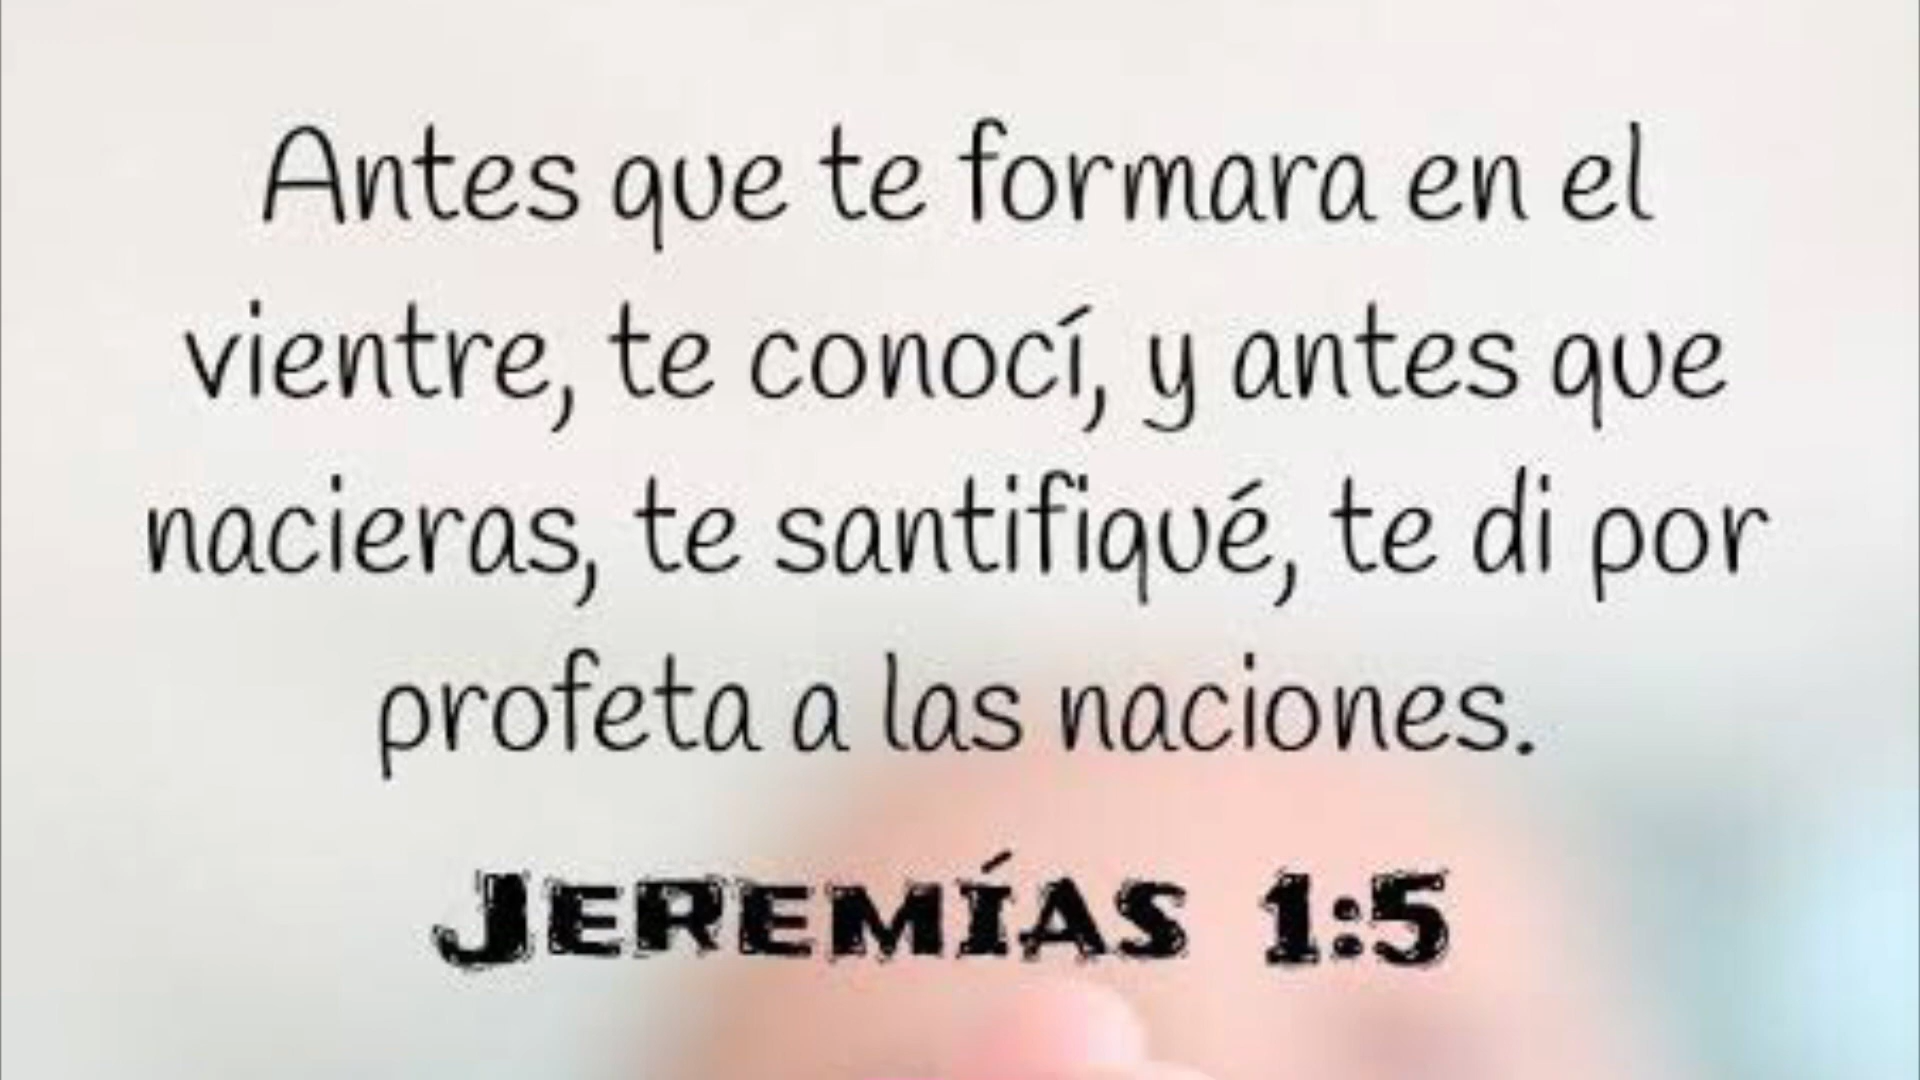 Antes que te formara en el
vientre, te conocí, y antes que
nacieras, te santifiqué, te di por
profeta a las naciones.
JEREMÍAS 1:5